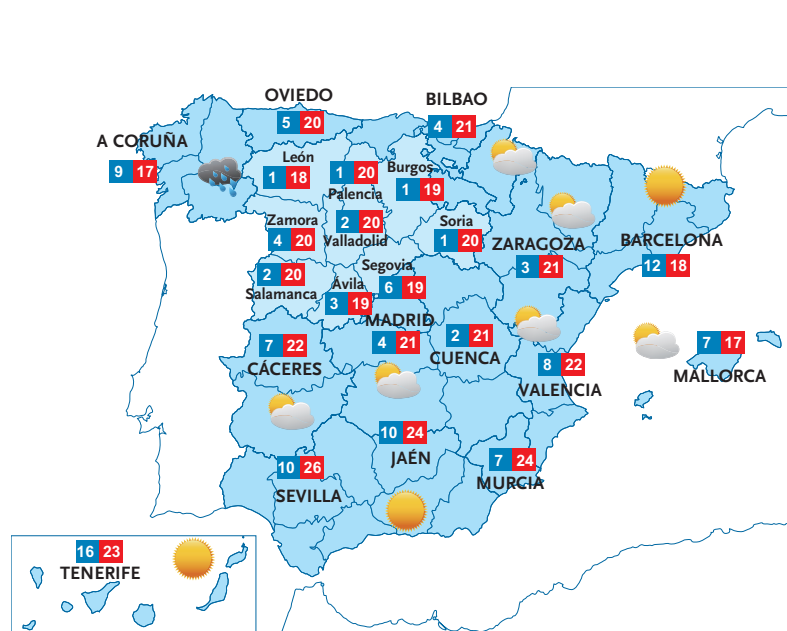 OVIEDO
5 20
BILBAO
4 21
A CORUÑA
9 17
León
1 18
1 20
Palencia
Burgos
1 19
Zamora
4 20
2 20
Valladolid
Soria
1 20
ZARAGOZA
3 21
BARCELONA
12 18
2 20
Salamanca
Ávila
3 19
Segovia
6 19
MADRID
4 21
2 21
CUENCA
7 22
CÁCERES
8 22
VALENCIA
7 17
MALLORCA
10 24
JAÉN
10 26
SEVILLA
7 24
MURCIA
16 23
TENERIFE